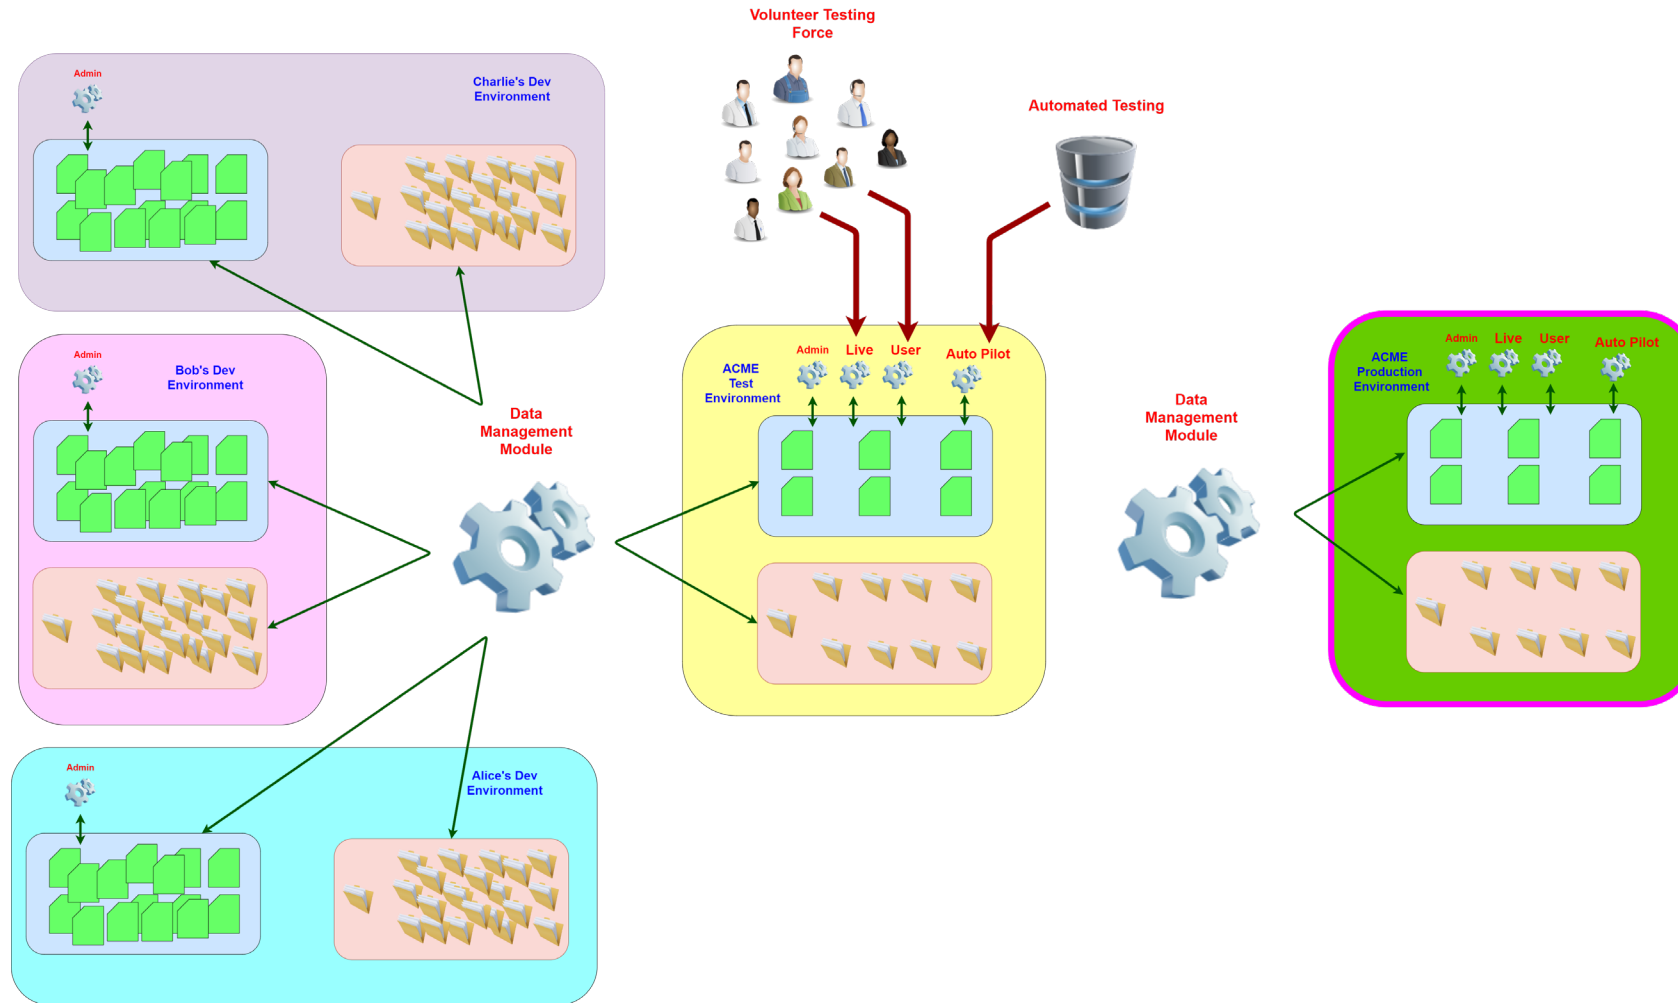 Volunteer Testing
Force
Admin
Charlie's Dev
Environment
Automated Testing
Admin
Bob's Dev
Environment
Data
Management
Module
ACME
Test
Environment
Admin
Live
User
Auto Pilot
Data
Management
Module
ACME
Production
Environment
Admin
Live
User
Auto Pilot
Admin
Alice's Dev
Environment